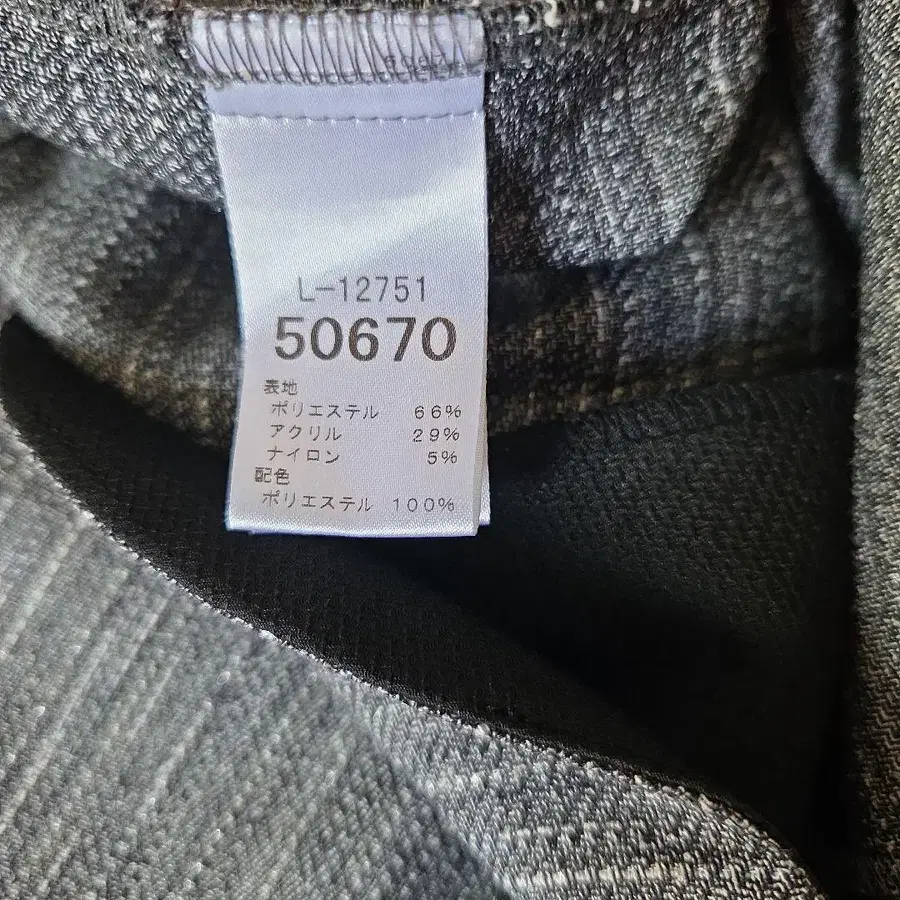 L-12751
50670
表地
ポリエステル 66%
アクリル 29%
ナイロン 5%
配色
ポリエステル 100%